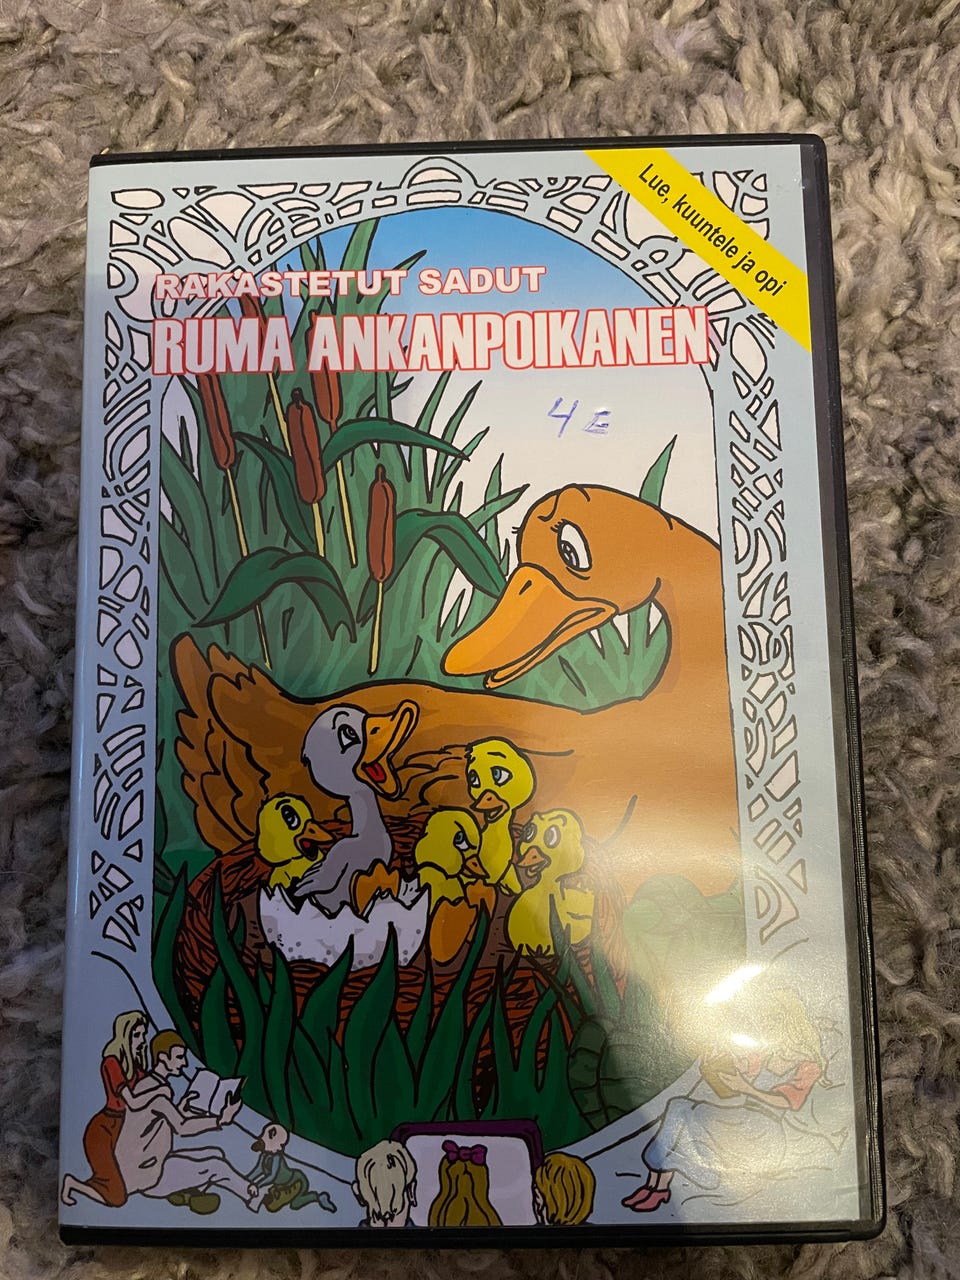 Lue, kuuntele ja opi
RAKASTETUT SADUT
RUMA ANKANPOIKANEN
4 E